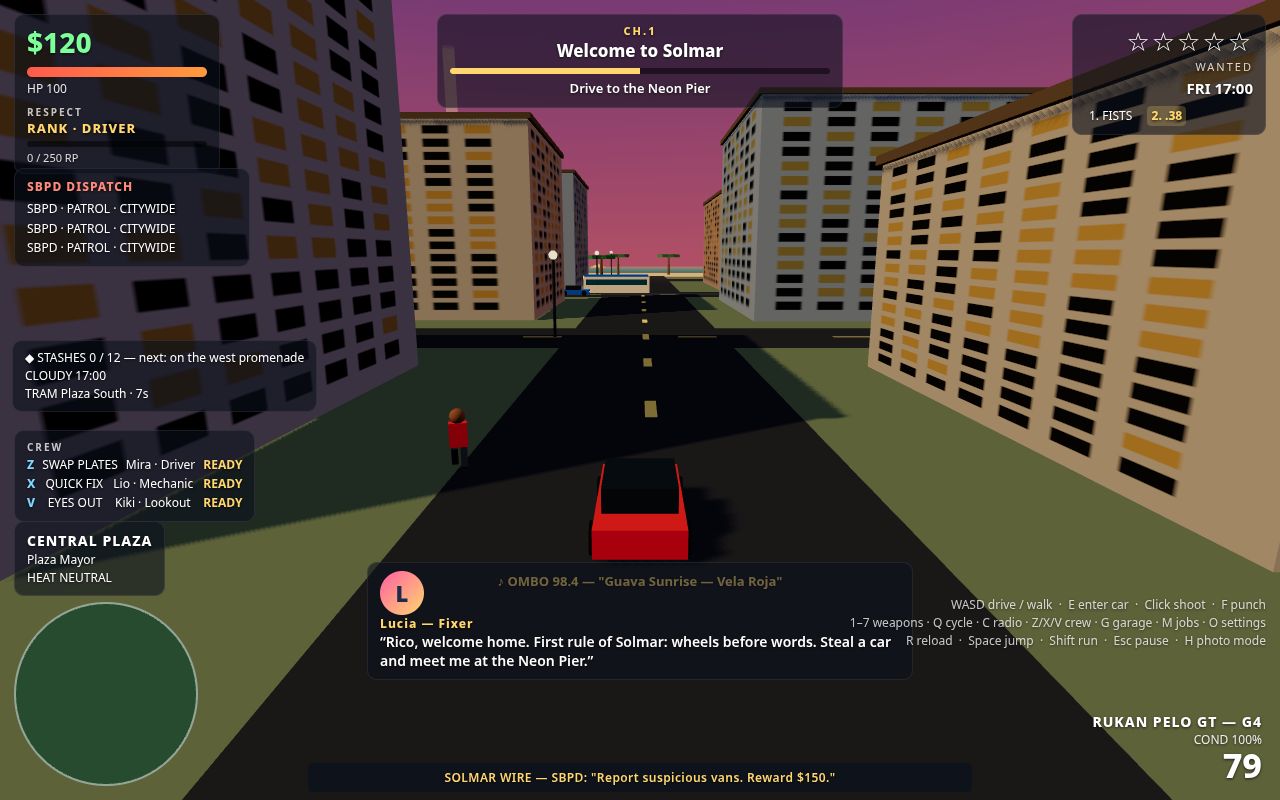 $120
HP 100
RESPECT
RANK · DRIVER
0 / 250 RP
SBPD DISPATCH
SBPD · PATROL · CITYWIDE
SBPD · PATROL · CITYWIDE
SBPD · PATROL · CITYWIDE
CH.1
Welcome to Solmar
Drive to the Neon Pier
☆☆☆☆☆
WANTED
FRI 17:00
1. FISTS 2. .38
◆ STASHES 0 / 12 — next: on the west promenade
CLOUDY 17:00
TRAM Plaza South · 7s
CREW
Z SWAP PLATES Mira · Driver READY
X QUICK FIX Lio · Mechanic READY
V EYES OUT Kiki · Lookout READY
CENTRAL PLAZA
Plaza Mayor
HEAT NEUTRAL
♪ OMBO 98.4 — "Guava Sunrise — Vela Roja"
L
Lucia — Fixer
"Rico, welcome home. First rule of Solmar: wheels before words. Steal a car
and meet me at the Neon Pier."
WASD drive / walk · E enter car · Click shoot · F punch
1–7 weapons · Q cycle · C radio · Z/X/V crew · G garage · M jobs · O settings
R reload · Space jump · Shift run · Esc pause · H photo mode
RUKAN PELO GT — G4
COND 100%
79
SOLMAR WIRE — SBPD: "Report suspicious vans. Reward $150."